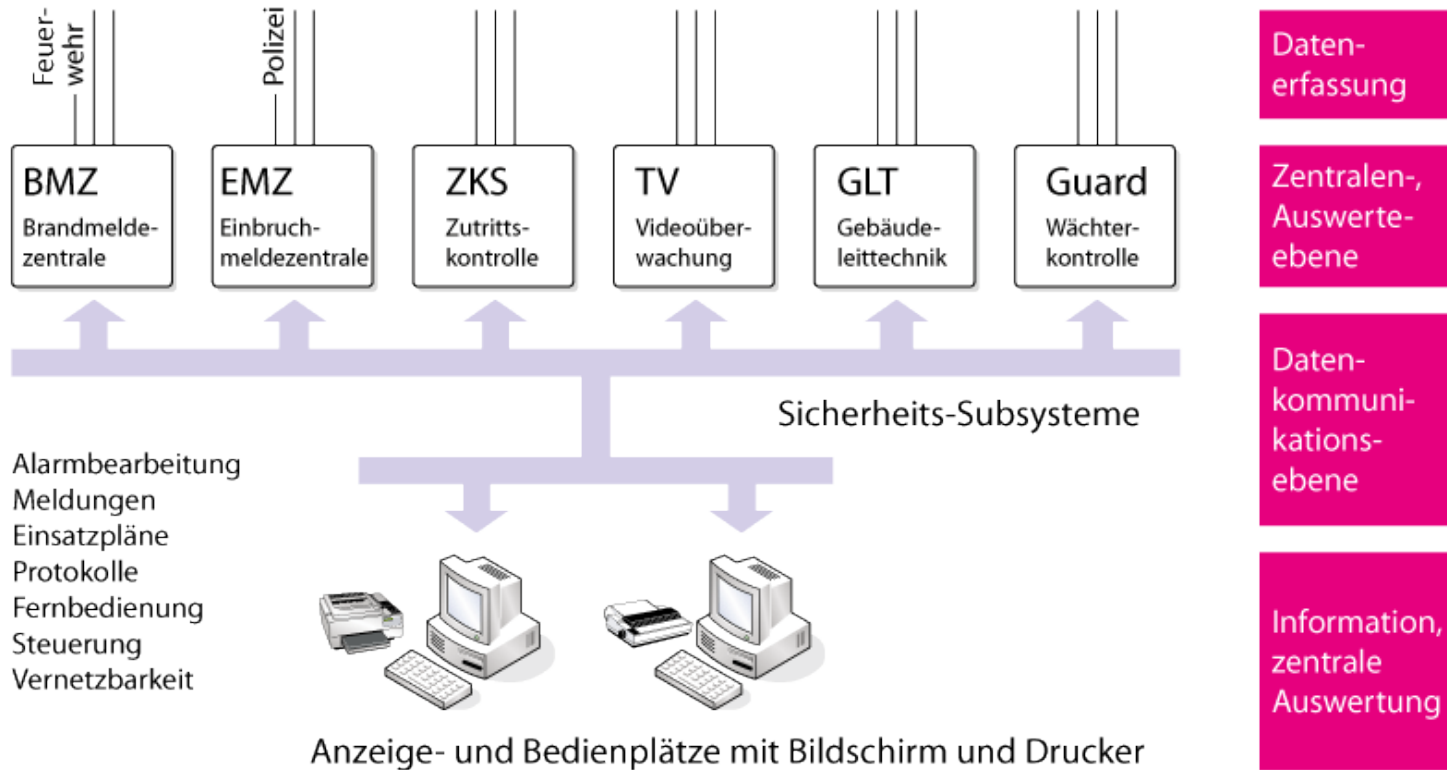 Feuer-
wehr
Polizei
Daten-
erfassung
BMZ
Brandmelde-
zentrale
EMZ
Einbruch-
meldezentrale
ZKS
Zutritts-
kontrolle
TV
Videoüber-
wachung
GLT
Gebäude-
leittechnik
Guard
Wächter-
kontrolle
Zentralen-,
Auswerte-
ebene
Sicherheits-Subsysteme
Daten-
kommuni-
kations-
ebene
Alarmbearbeitung
Meldungen
Einsatzpläne
Protokolle
Fernbedienung
Steuerung
Vernetzbarkeit
Information,
zentrale
Auswertung
Anzeige- und Bedienplätze mit Bildschirm und Drucker